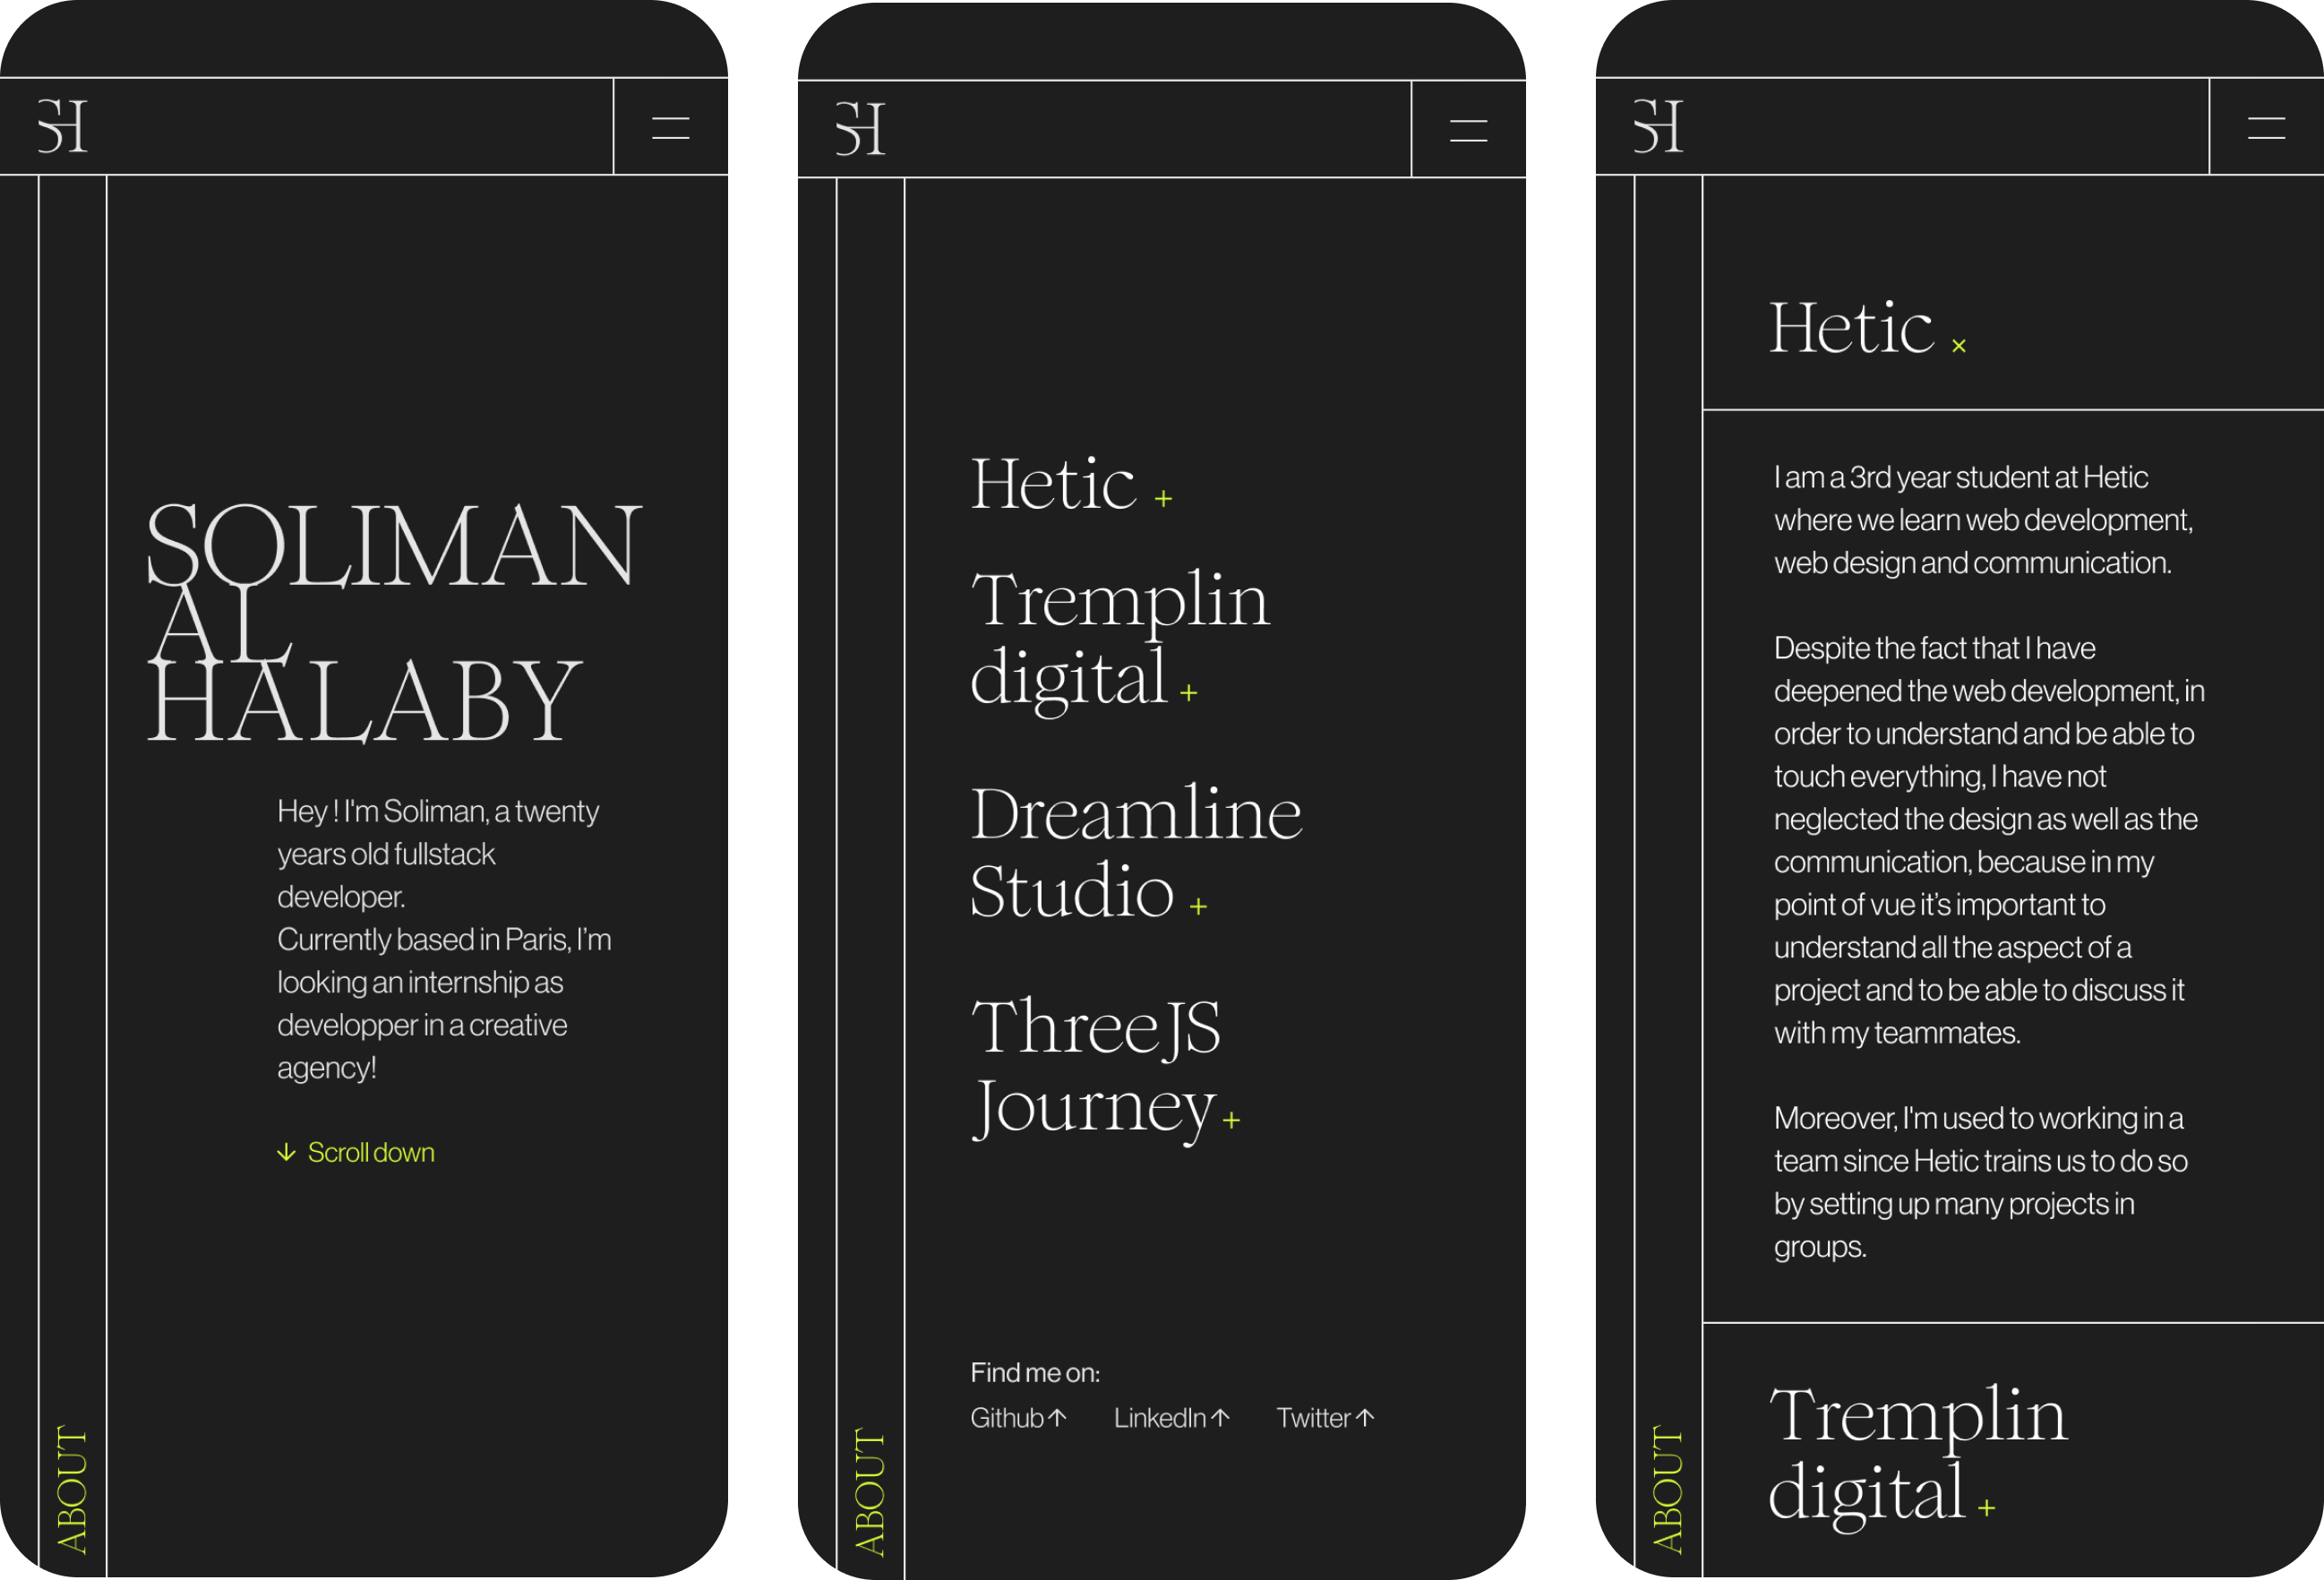 SH
SOLIMAN
AL
HALABY
Hey ! I'm Soliman, a twenty
years old fullstack
developer.
Currently based in Paris, I’m
looking an internship as
developper in a creative
agency!
↓ Scroll down
ABOUT
SH
Hetic +
Tremplin
digital +
Dreamline
Studio +
ThreeJS
Journey +
Find me on:
Github↑ LinkedIn↑ Twitter↑
ABOUT
SH
Hetic ×
I am a 3rd year student at Hetic
where we learn web development,
web design and communication.
Despite the fact that I have
deepened the web development, in
order to understand and be able to
touch everything, I have not
neglected the design as well as the
communication, because in my
point of vue it’s important to
understand all the aspect of a
project and to be able to discuss it
with my teammates.
Moreover, I'm used to working in a
team since Hetic trains us to do so
by setting up many projects in
groups.
Tremplin
digital +
ABOUT